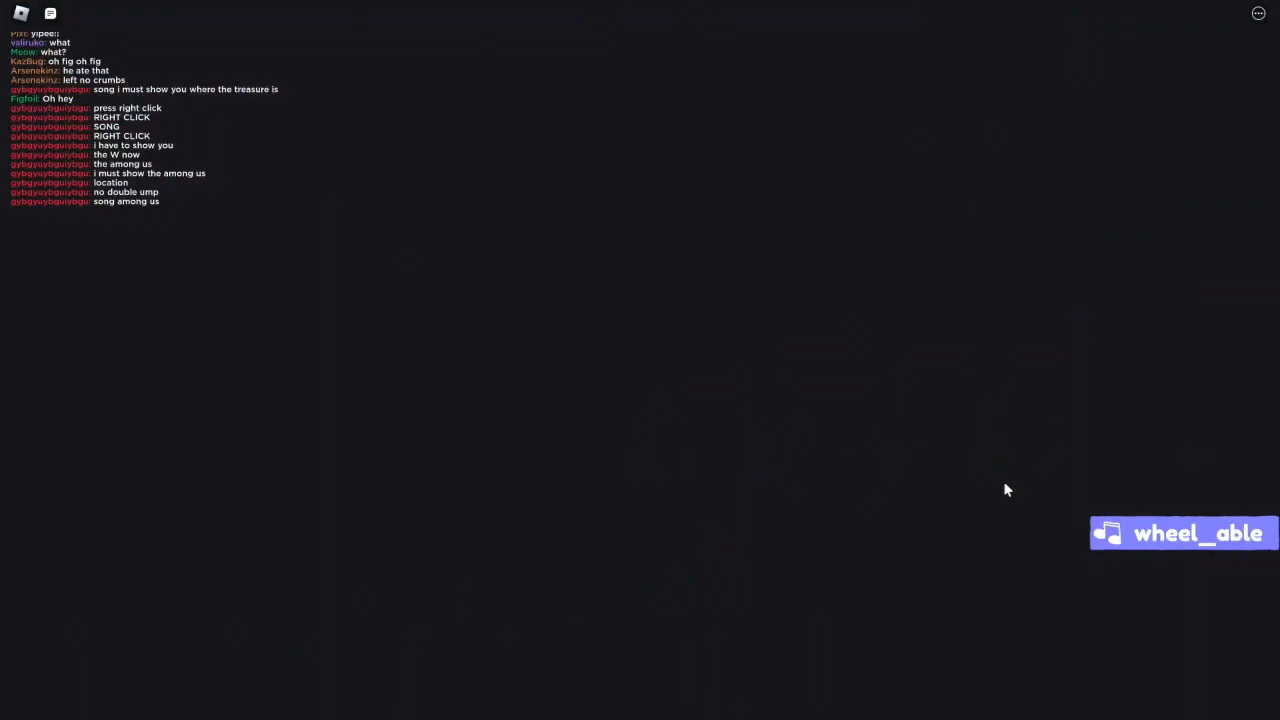 Pixi: yipee!!
valiruko: what
Meow: what?
KazBug: oh fig oh fig
Arsenekinz: he ate that
Arsenekinz: left no crumbs
gybgyuybguiybgu: song i must show you where the treasure is
Figfoil: Oh hey
gybgyuybguiybgu: press right click
gybgyuybguiybgu: RIGHT CLICK
gybgyuybguiybgu: SONG
gybgyuybguiybgu: RIGHT CLICK
gybgyuybguiybgu: i have to show you
gybgyuybguiybgu: the W now
gybgyuybguiybgu: the among us
gybgyuybguiybgu: i must show the among us
gybgyuybguiybgu: location
gybgyuybguiybgu: no double ump
gybgyuybguiybgu: song among us
wheel_able